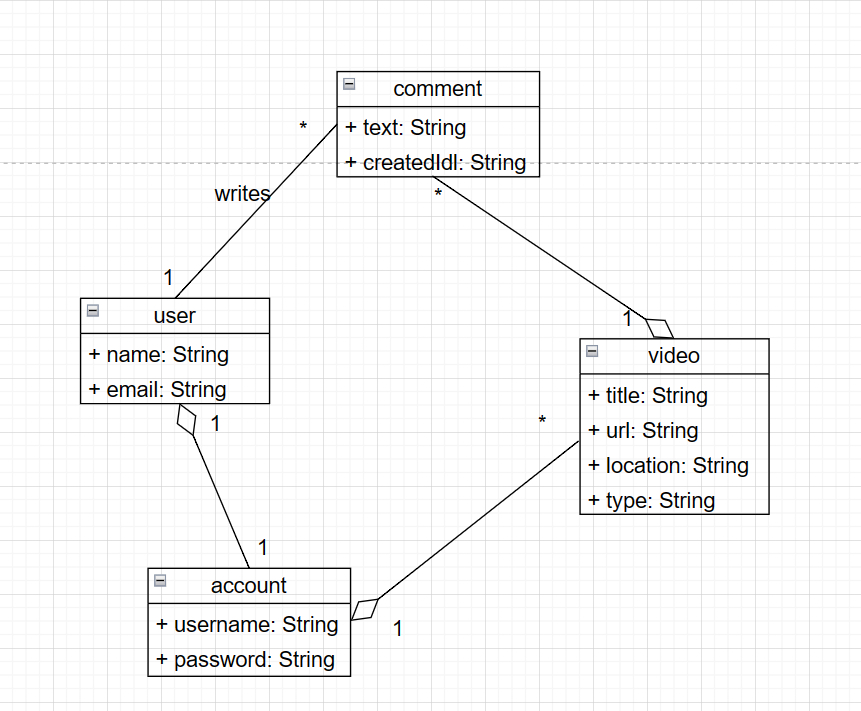 comment
+ text: String
+ createdIdl: String
*
*
writes
1
user
+ name: String
+ email: String
1
1
video
+ title: String
+ url: String
+ location: String
+ type: String
*
1
account
+ username: String
+ password: String
1